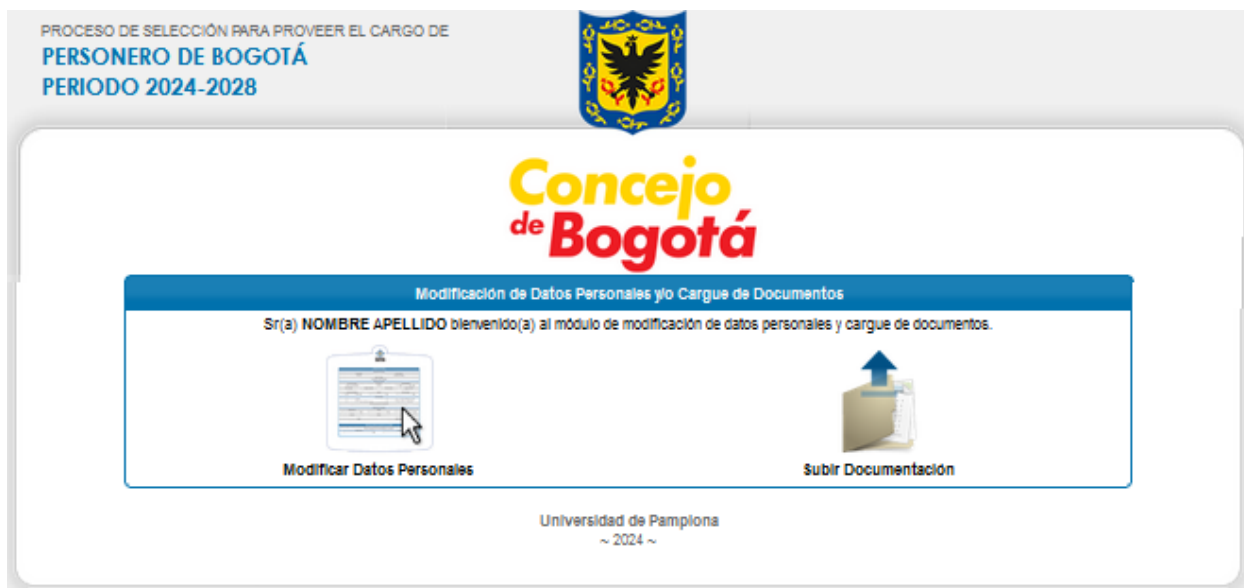 PROCESO DE SELECCIÓN PARA PROVEER EL CARGO DE
PERSONERO DE BOGOTÁ
PERIODO 2024-2028
Concejo
de Bogotá
Modificación de Datos Personales y/o Cargue de Documentos
Sr(a) NOMBRE APELLIDO bienvenido(a) al módulo de modificación de datos personales y cargue de documentos.
Modificar Datos Personales
Subir Documentación
Universidad de Pamplona
~ 2024 ~